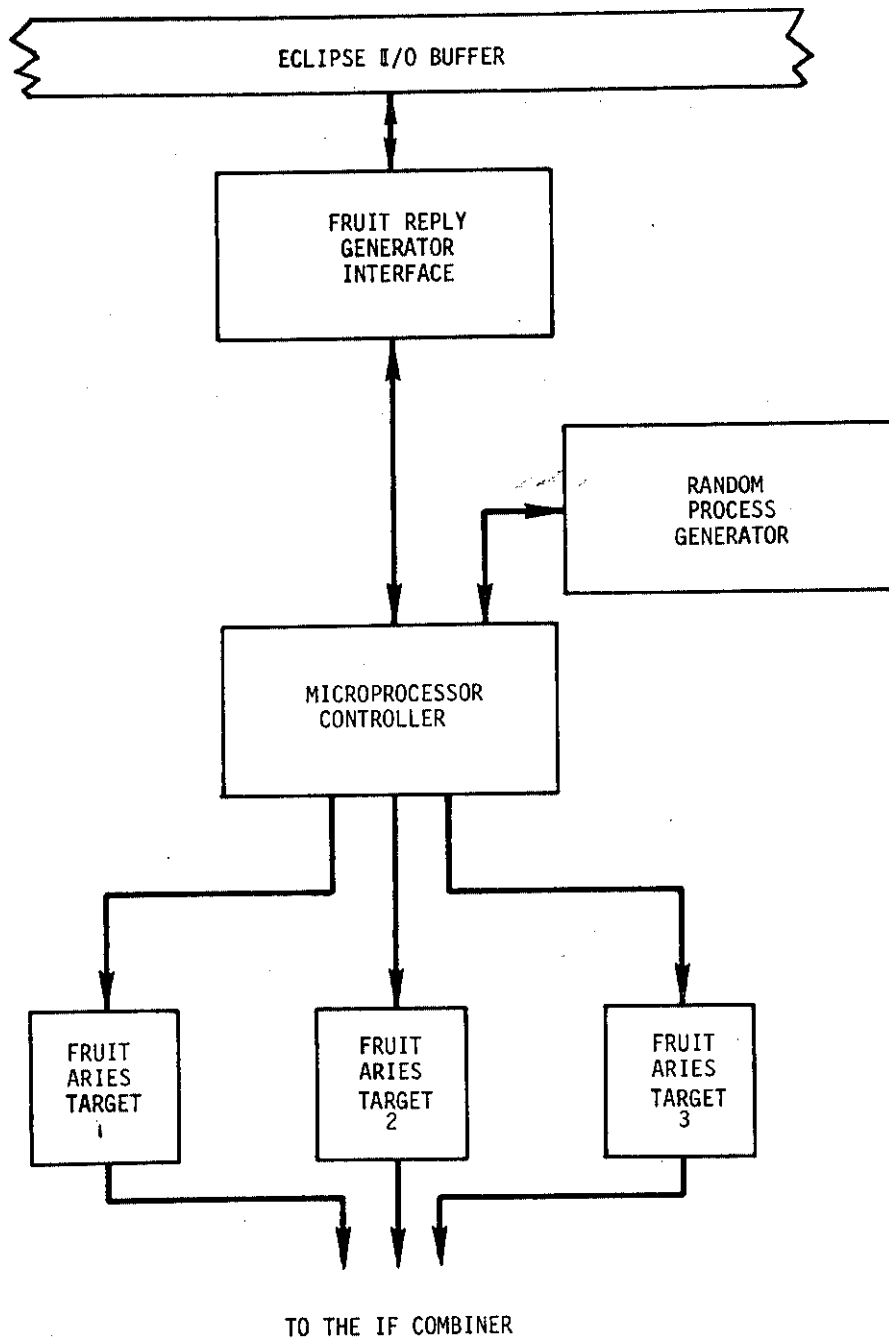 ECLIPSE I/O BUFFER
FRUIT REPLY
GENERATOR
INTERFACE
RANDOM
PROCESS
GENERATOR
MICROPROCESSOR
CONTROLLER
FRUIT
ARIES
TARGET
1
FRUIT
ARIES
TARGET
2
FRUIT
ARIES
TARGET
3
TO THE IF COMBINER